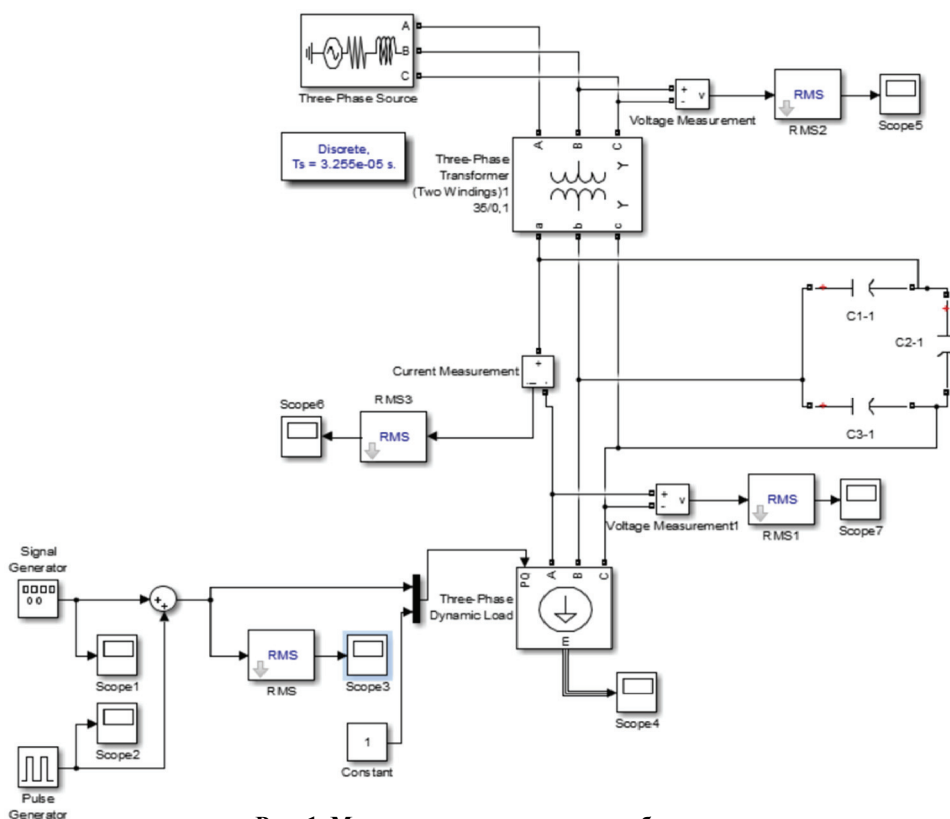 A
B
C
Three-Phase Source
+
-
v
Voltage Measurement
RMS
RMS2
Scope5
Discrete,
Ts = 3.255e-05 s.
Three-Phase
Transformer
(Two Windings)1
35/0,1
A
B
C
Y
Y
a
b
c
C1-1
C2-1
C3-1
Current Measurement
+
-
i
RMS3
RMS
Scope6
+
-
v
Voltage Measurement1
RMS
RMS1
Scope7
Signal
Generator
+
+
Scope1
Scope2
Pulse
Generator
RMS
RMS
Scope3
1
Constant
Three-Phase
Dynamic Load
PQ
A
B
C
m
Scope4